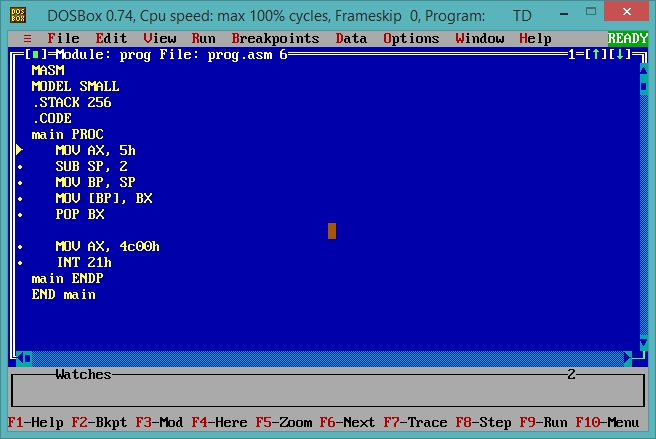 DOS BOX DOSBox 0.74, Cpu speed: max 100% cycles, Frameskip 0, Program: TD
≡ File Edit View Run Breakpoints Data Options Window Help READY
[■]=Module: prog File: prog.asm 6 1=[↑][↓]
MASM
MODEL SMALL
.STACK 256
.CODE
main PROC
MOV AX, 5h
SUB SP, 2
MOV BP, SP
MOV [BP], BX
POP BX
MOV AX, 4c00h
INT 21h
main ENDP
END main
Watches 2
F1-Help F2-Bkpt F3-Mod F4-Here F5-Zoom F6-Next F7-Trace F8-Step F9-Run F10-Menu